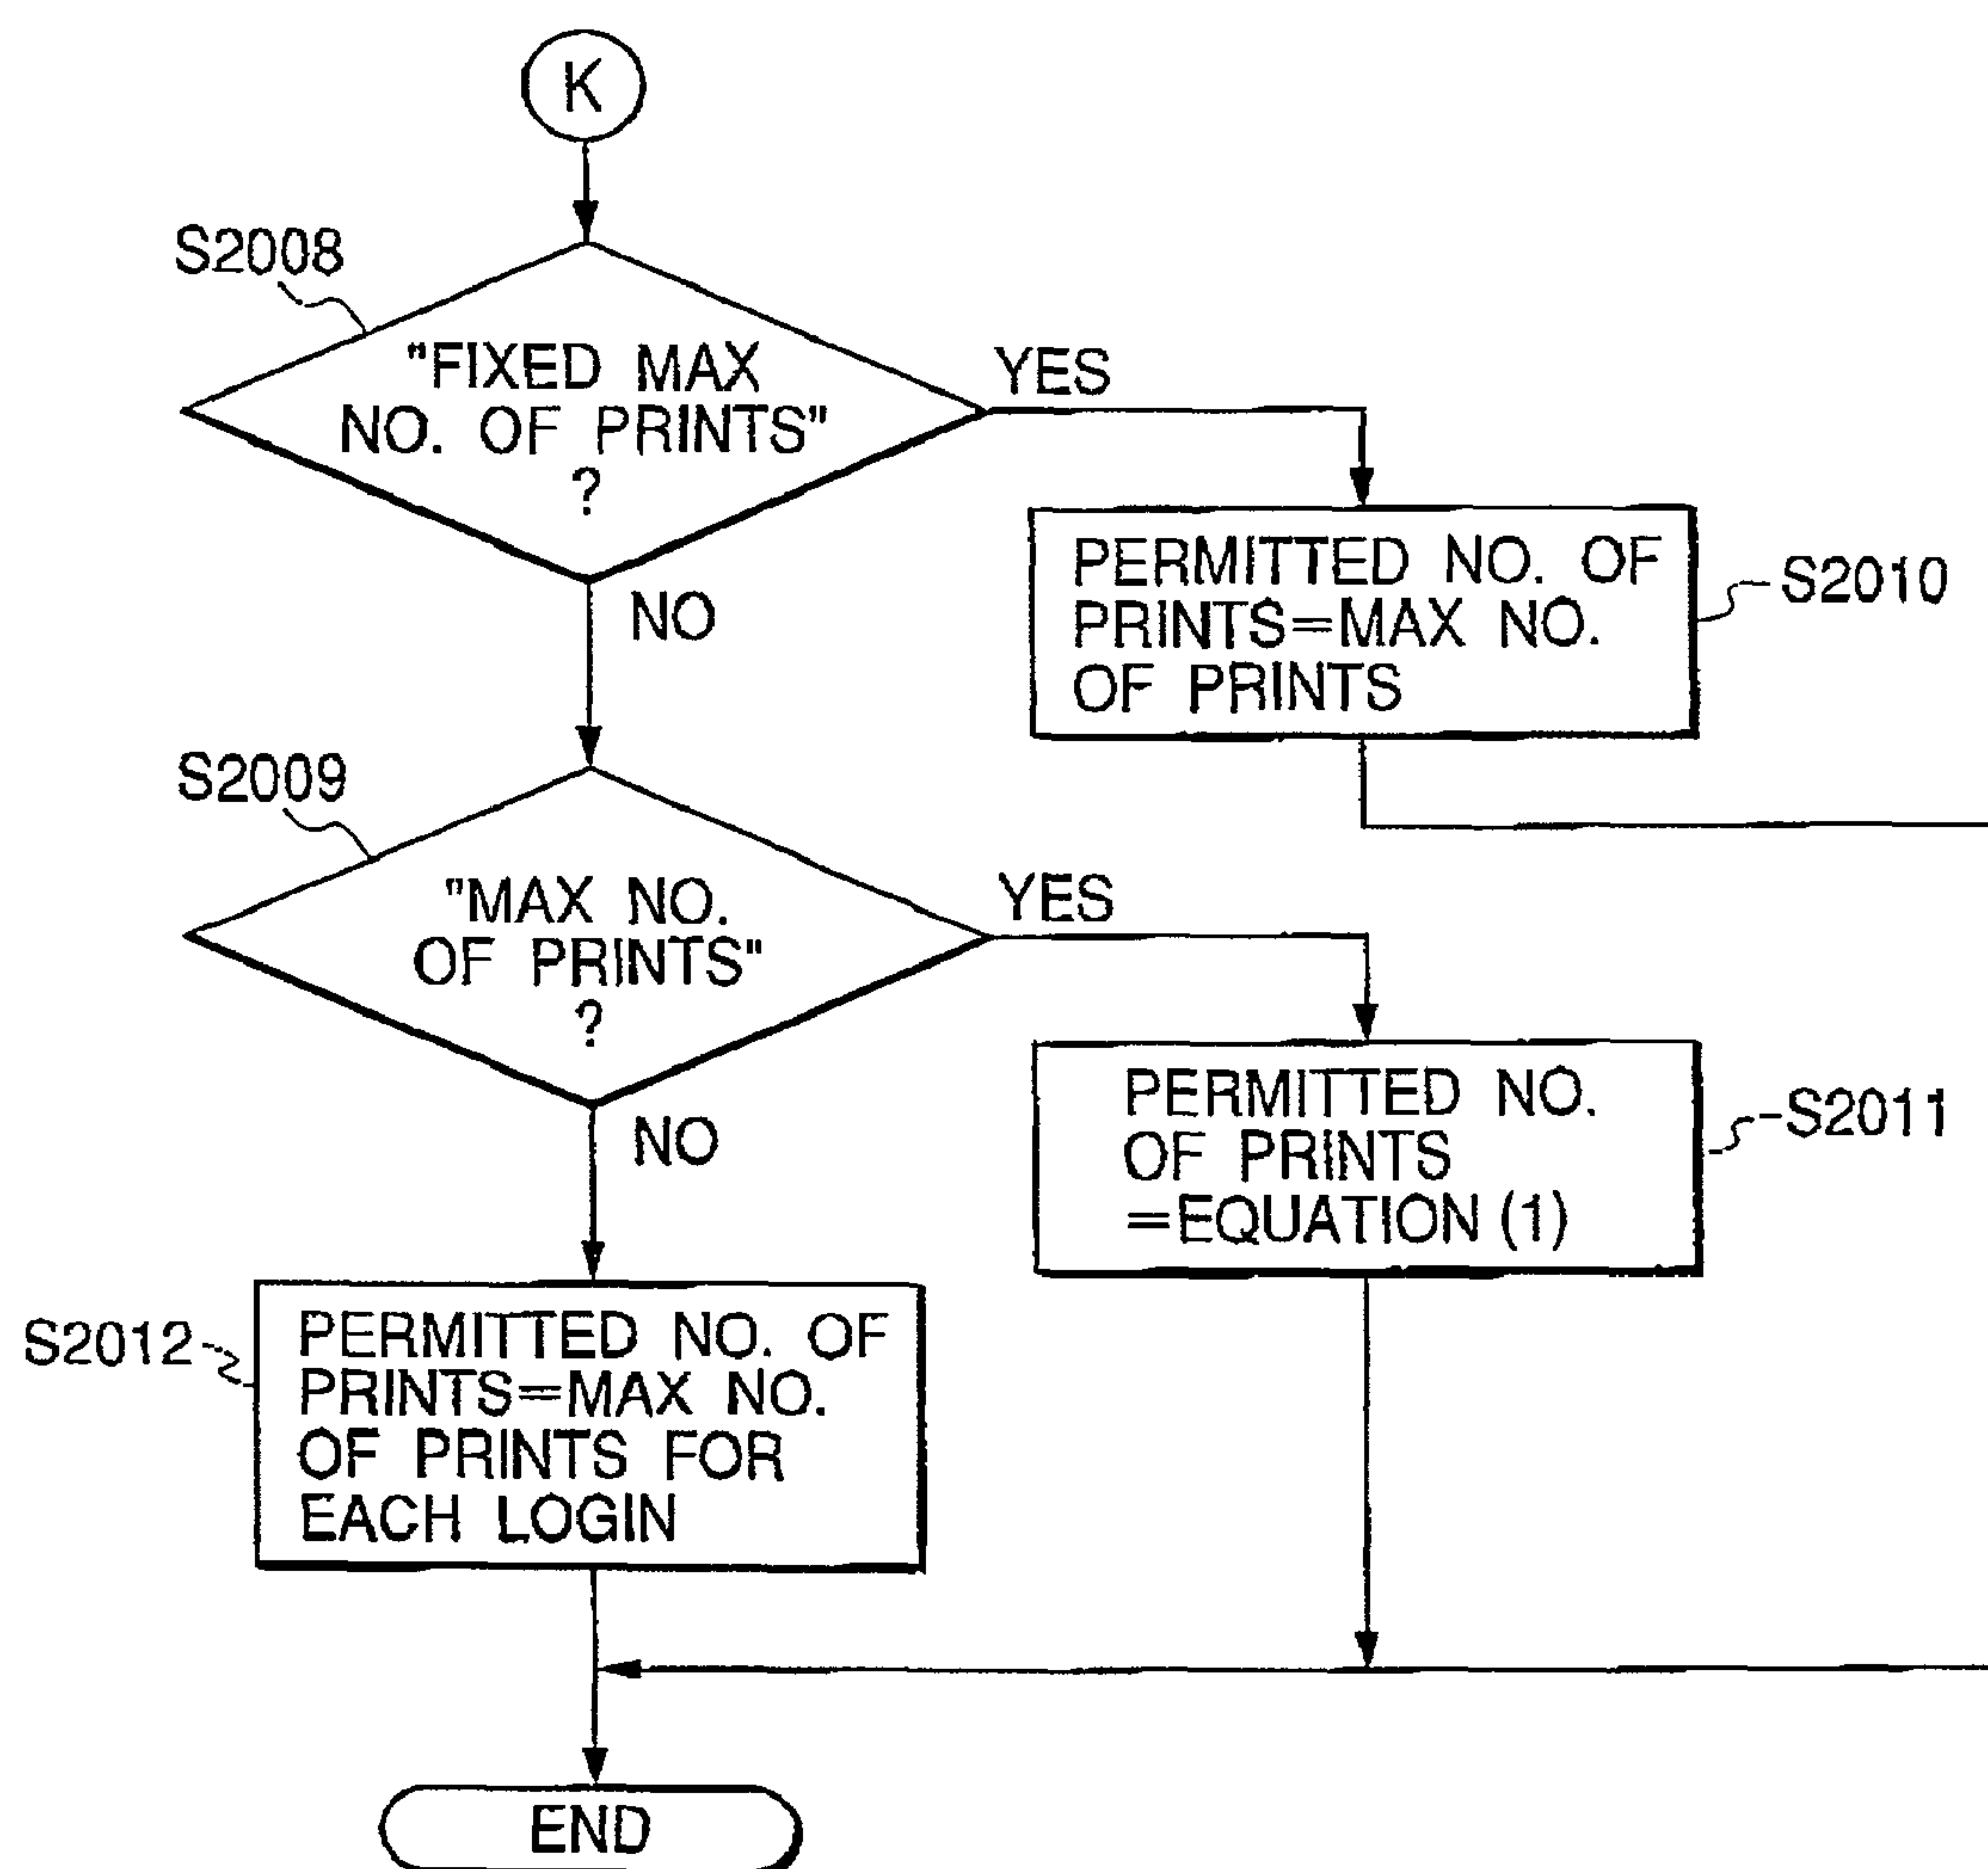 K
S2008
"FIXED MAX
NO. OF PRINTS"
?
YES
NO
PERMITTED NO. OF
PRINTS=MAX NO.
OF PRINTS
S2010
S2009
"MAX NO.
OF PRINTS"
?
YES
NO
PERMITTED NO.
OF PRINTS
=EQUATION (1)
S2011
S2012
PERMITTED NO. OF
PRINTS=MAX NO.
OF PRINTS FOR
EACH LOGIN
END